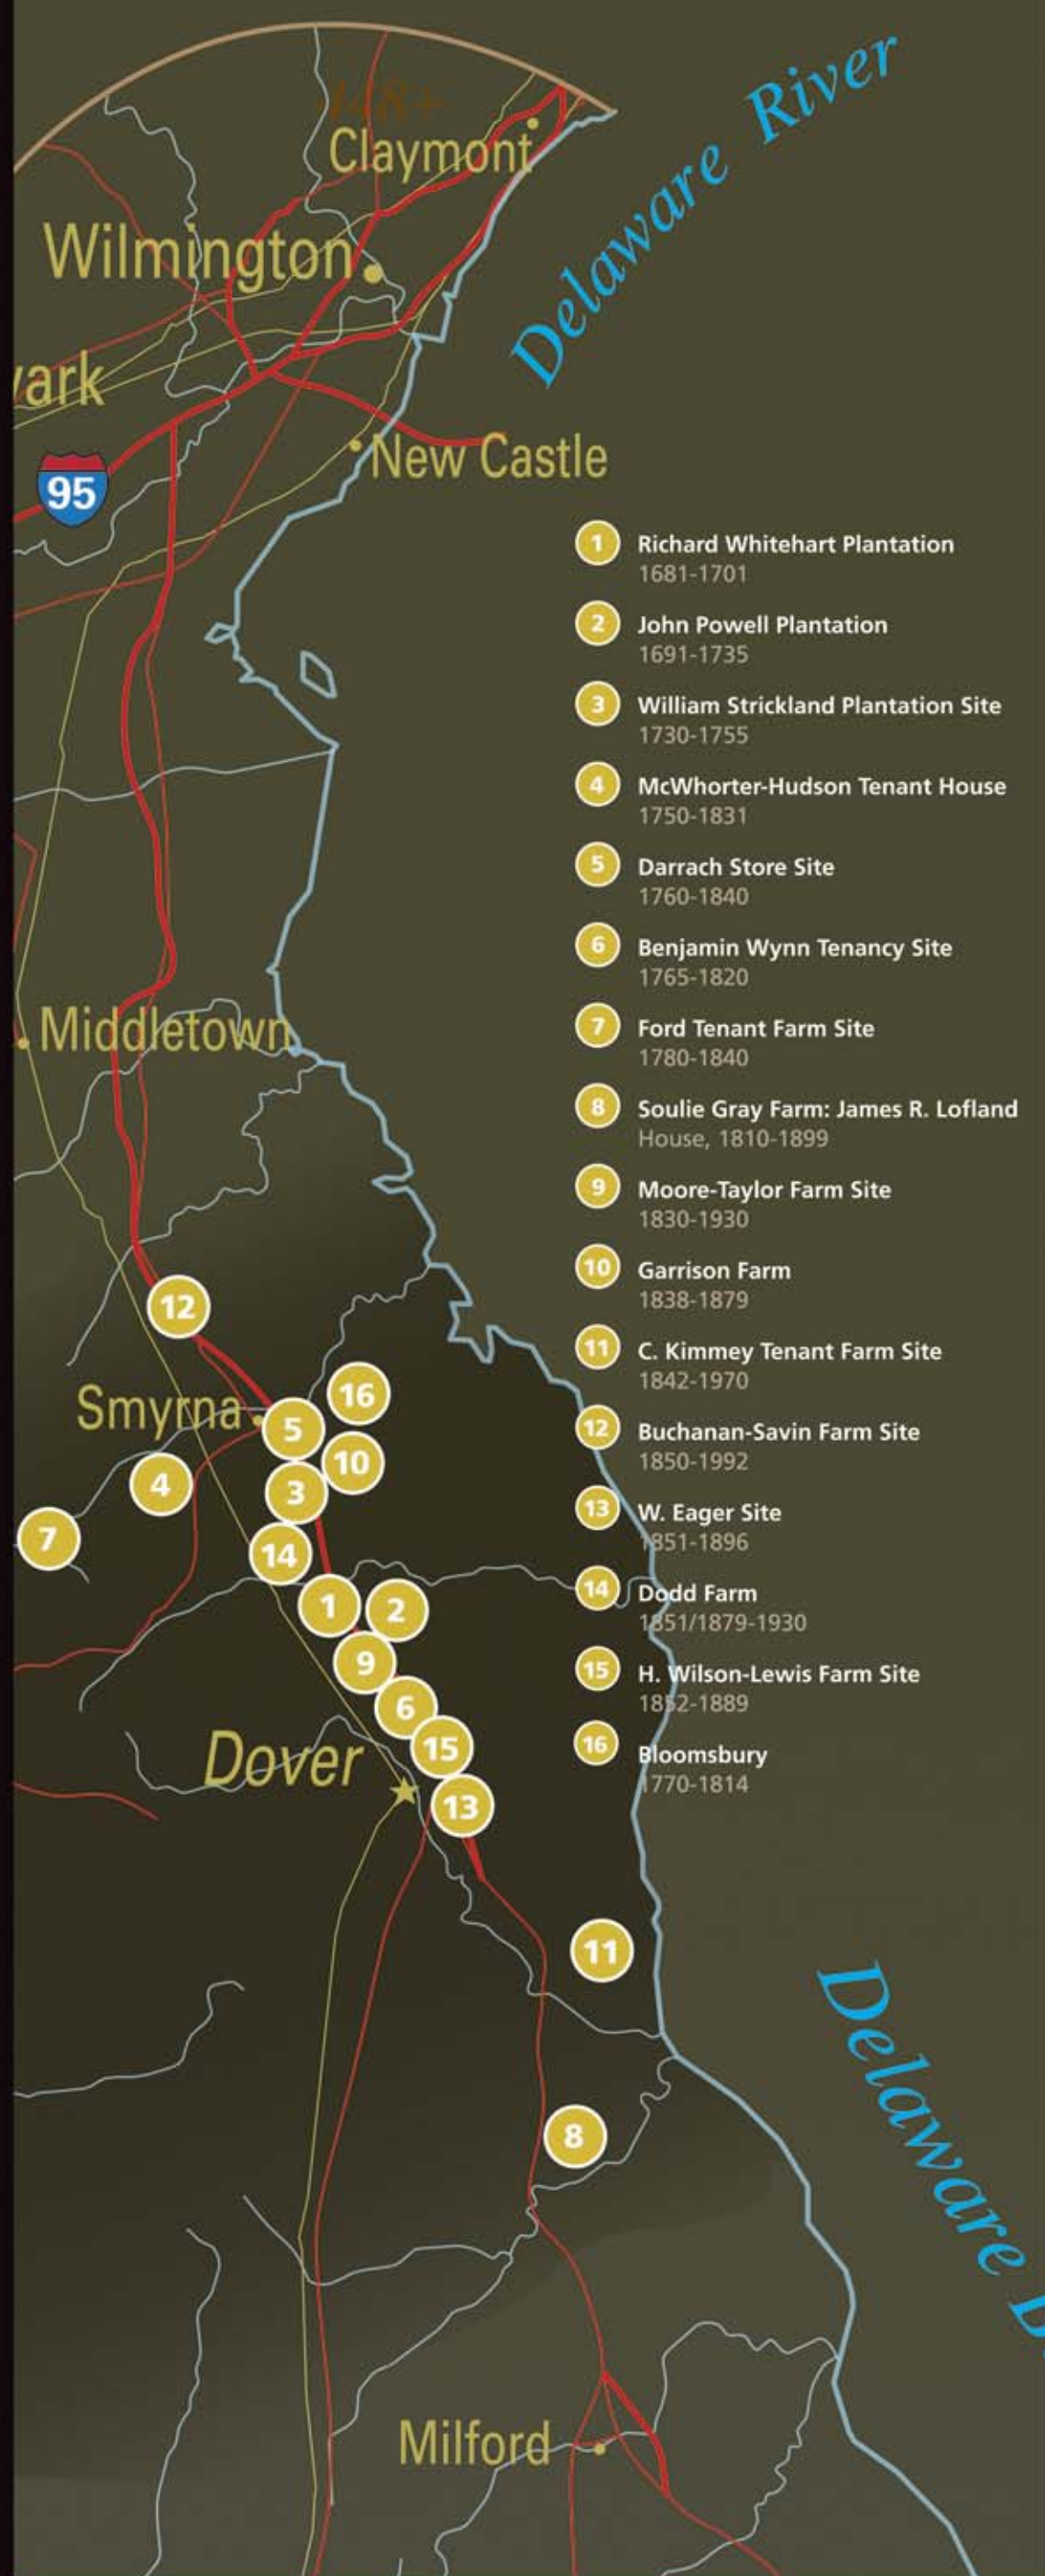 Claymont
Delaware River
Wilmington
ark
New Castle
95
1 Richard Whitehart Plantation
1681-1701
2 John Powell Plantation
1691-1735
3 William Strickland Plantation Site
1730-1755
4 McWhorter-Hudson Tenant House
1750-1831
5 Darrach Store Site
1760-1840
6 Benjamin Wynn Tenancy Site
1765-1820
7 Ford Tenant Farm Site
1780-1840
8 Soulie Gray Farm: James R. Lofland
House, 1810-1899
9 Moore-Taylor Farm Site
1830-1930
10 Garrison Farm
1838-1879
11 C. Kimmey Tenant Farm Site
1842-1970
12 Buchanan-Savin Farm Site
1850-1992
13 W. Eager Site
1851-1896
14 Dodd Farm
1851/1879-1930
15 H. Wilson-Lewis Farm Site
1852-1889
16 Bloomsbury
1770-1814
Middletown
12
Smyrna
16
5
10
4
3
7
14
1
2
9
6
15
Dover
13
11
Delaware
8
Milford